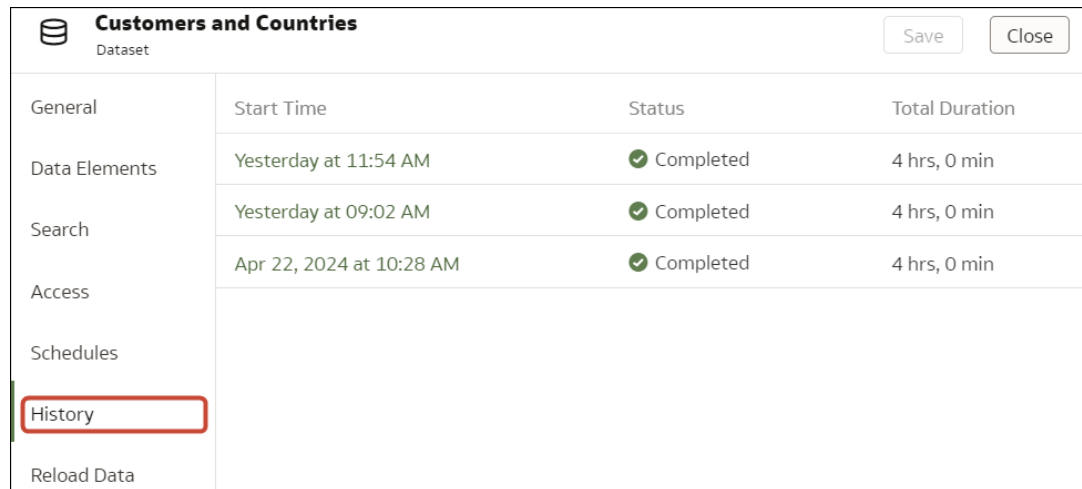 Customers and Countries
Dataset
Save
Close
General
Data Elements
Search
Access
Schedules
History
Reload Data
Start Time Status Total Duration
Yesterday at 11:54 AM Completed 4 hrs, 0 min
Yesterday at 09:02 AM Completed 4 hrs, 0 min
Apr 22, 2024 at 10:28 AM Completed 4 hrs, 0 min